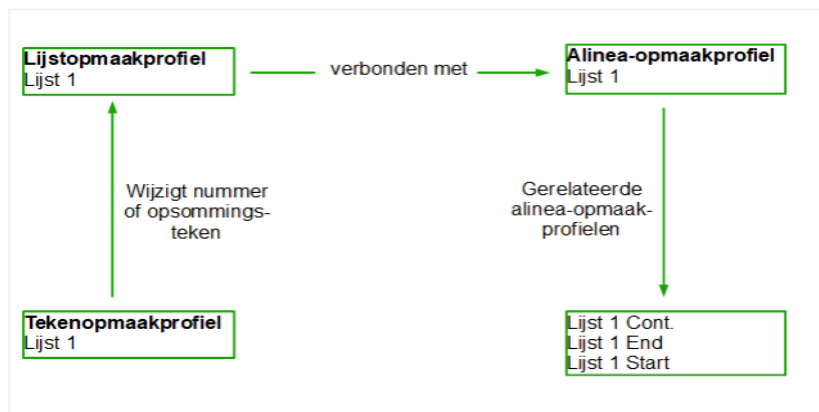 Lijstopmaakprofiel
Lijst 1
verbonden met
Alinea-opmaakprofiel
Lijst 1
Wijzigt nummer
of opsommings-
teken
Gerelateerde
alinea-opmaak-
profielen
Tekenopmaakprofiel
Lijst 1
Lijst 1 Cont.
Lijst 1 End
Lijst 1 Start